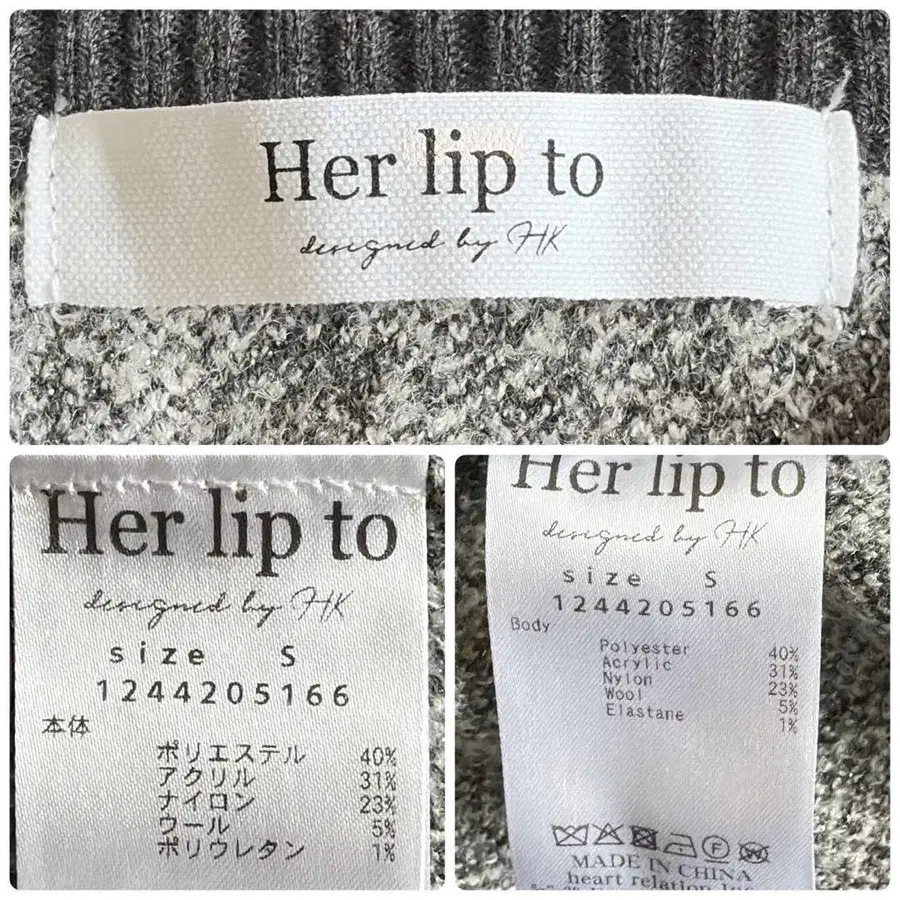 Her lip to
designed by HK
Her lip to
designed by HK
size S
1244205166
本体
ポリエステル 40%
アクリル 31%
ナイロン 23%
ウール 5%
ポリウレタン 1%
Her lip to
designed by HK
size S
1244205166
Body
Polyester 40%
Acrylic 31%
Nylon 23%
Wool 5%
Elastane 1%
MADE IN CHINA
heart relation Inc